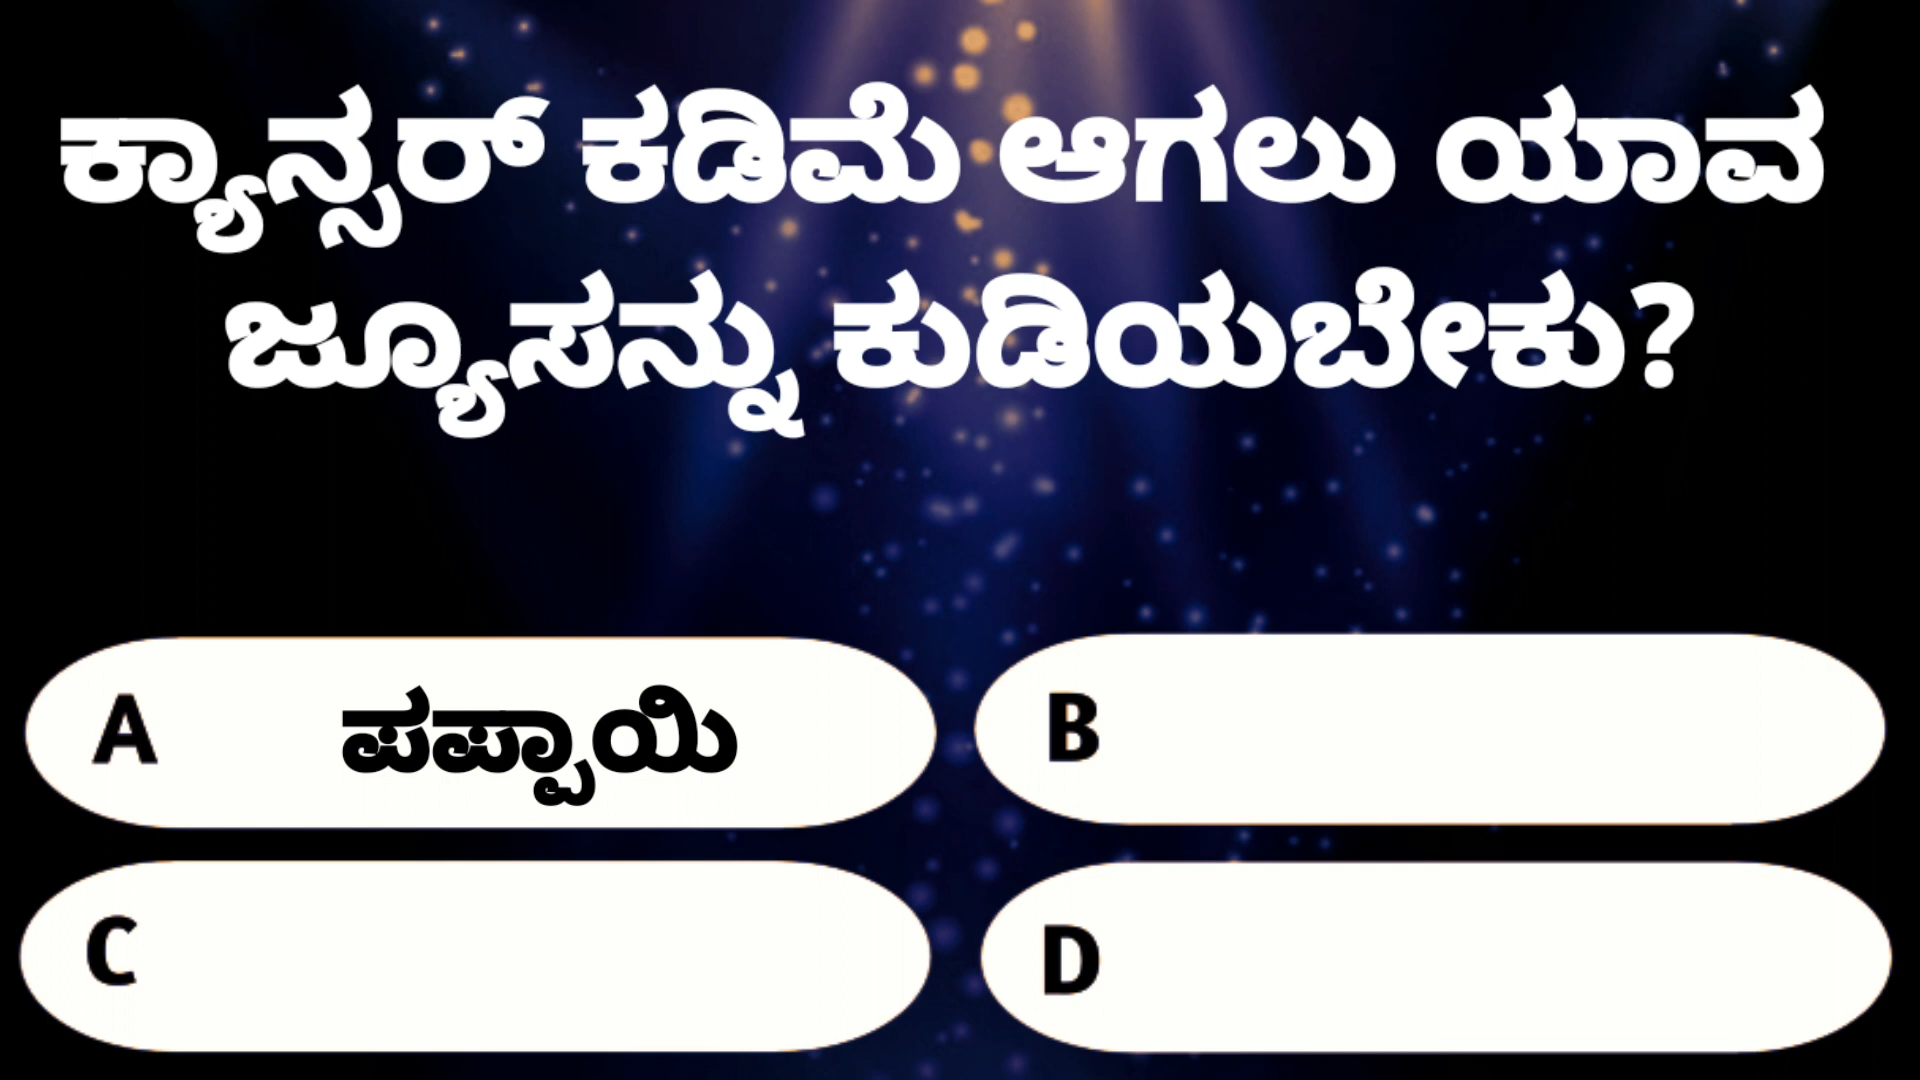 ಕ್ಯಾನ್ಸರ್ ಕಡಿಮೆ ಆಗಲು ಯಾವ
ಜ್ಯೂಸನ್ನು ಕುಡಿಯಬೇಕು?
A ಪಪ್ಪಾಯಿ
B
C
D